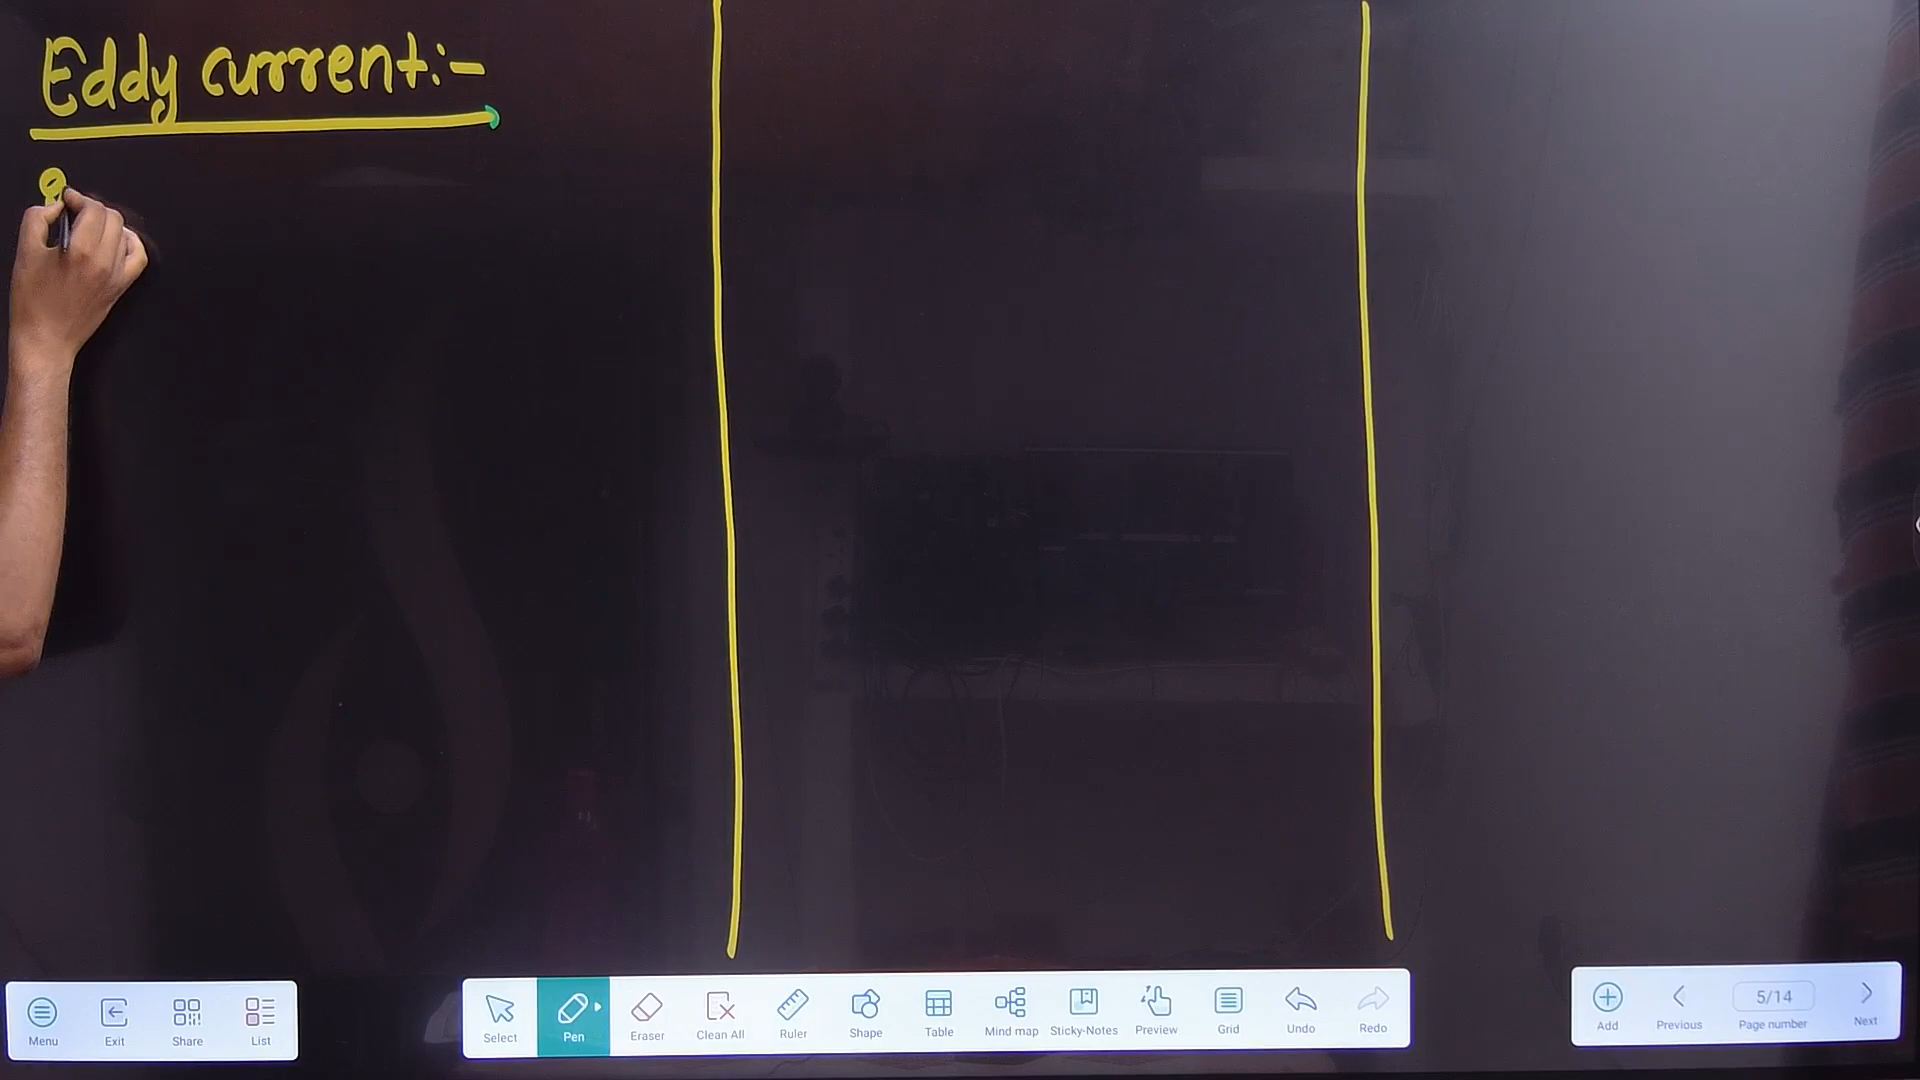 Eddy current:-
Menu
Exit
Share
List
Select
Pen
Eraser
Clean All
Ruler
Shape
Table
Mind map
Sticky-Notes
Preview
Grid
Undo
Redo
Add
Previous
5/14
Page number
Next